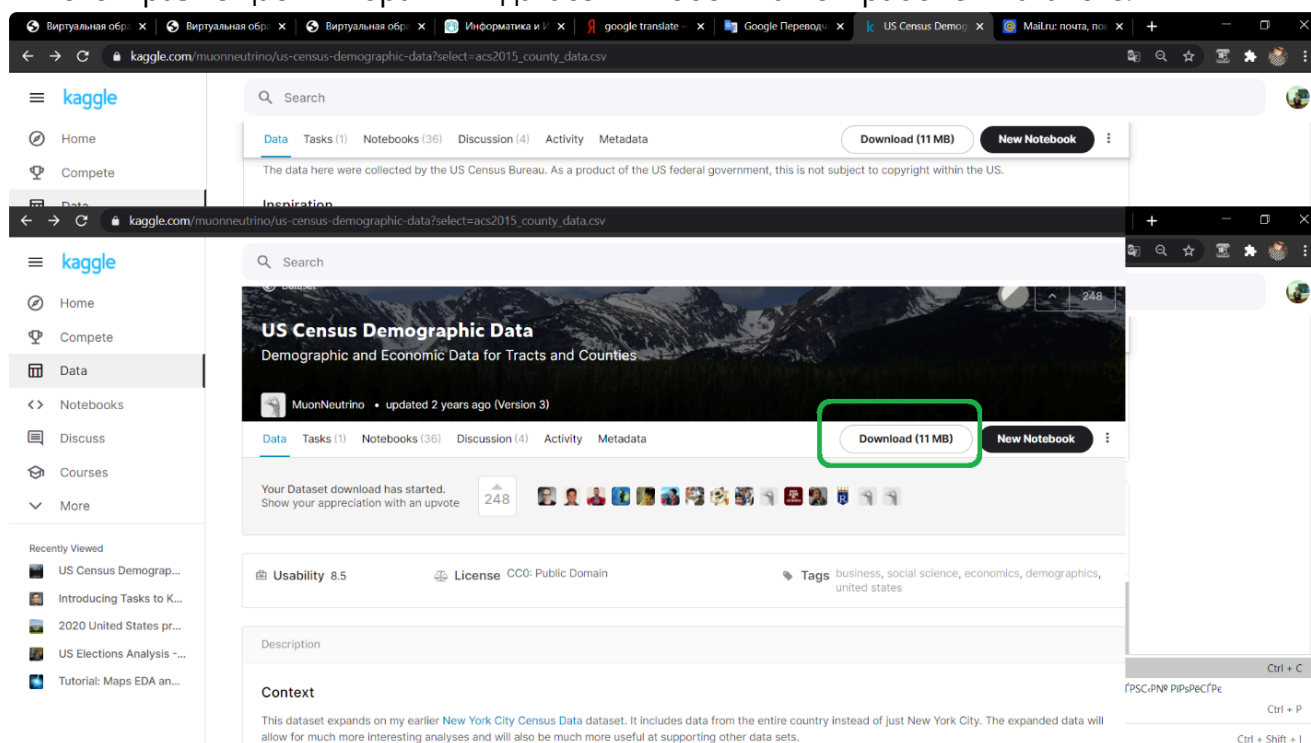 Виртуальная обра
Виртуальная обра
Виртуальная обра
Информатика и И
google translate –
Google Переводч
US Census Demog
Mail.ru: почта, по
kaggle.com/muonneutrino/us-census-demographic-data?select=acs2015_county_data.csv
kaggle
Search
Home
Data Tasks (1) Notebooks (36) Discussion (4) Activity Metadata
Download (11 MB)
New Notebook
Compete
The data here were collected by the US Census Bureau. As a product of the US federal government, this is not subject to copyright within the US.
Data
Inspiration
kaggle.com/muonneutrino/us-census-demographic-data?select=acs2015_county_data.csv
kaggle
Search
Home
Compete
Data
Notebooks
Discuss
Courses
More
Dataset
248
US Census Demographic Data
Demographic and Economic Data for Tracts and Counties
MuonNeutrino • updated 2 years ago (Version 3)
Data Tasks (1) Notebooks (36) Discussion (4) Activity Metadata
Download (11 MB)
New Notebook
Your Dataset download has started.
Show your appreciation with an upvote
248
Recently Viewed
US Census Demograp...
Introducing Tasks to K...
2020 United States pr...
US Elections Analysis -...
Tutorial: Maps EDA an...
Usability 8.5
License CC0: Public Domain
Tags business, social science, economics, demographics,
united states
Description
Context
This dataset expands on my earlier New York City Census Data dataset. It includes data from the entire country instead of just New York City. The expanded data will
allow for much more interesting analyses and will also be much more useful at supporting other data sets.
Ctrl + C
Ctrl + P
Ctrl + Shift + I